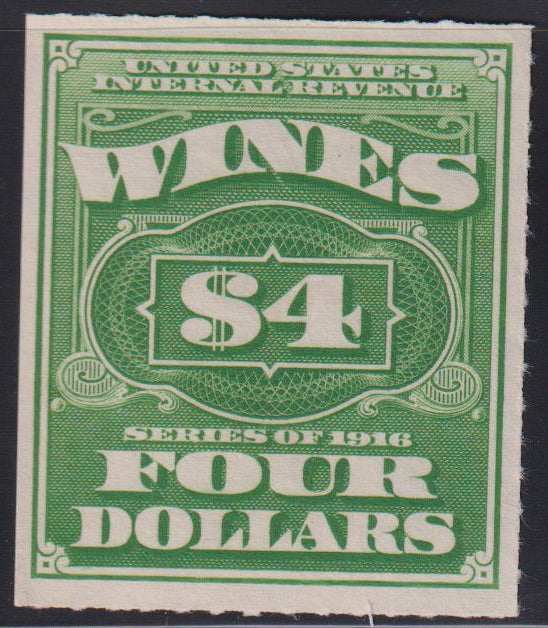 UNITED STATES
INTERNAL REVENUE
WINES
$4
SERIES OF 1916
FOUR
DOLLARS